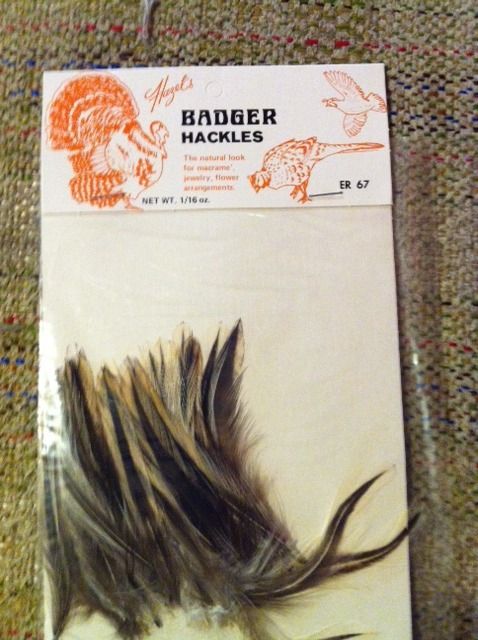 Hazel's
BADGER
HACKLES
The natural look
for macrame',
jewelry, flower
arrangements.
NET WT. 1/16 oz.
ER 67